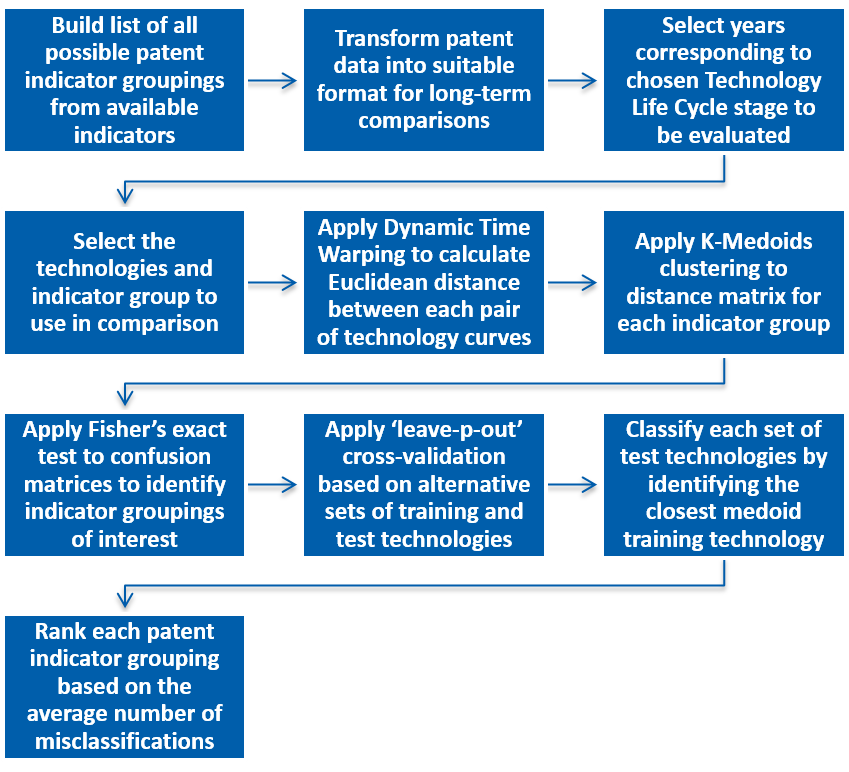 Build list of all
possible patent
indicator groupings
from available
indicators
Transform patent
data into suitable
format for long-term
comparisons
Select years
corresponding to
chosen Technology
Life Cycle stage to
be evaluated
Select the
technologies and
indicator group to
use in comparison
Apply Dynamic Time
Warping to calculate
Euclidean distance
between each pair
of technology curves
Apply K-Medoids
clustering to
distance matrix for
each indicator group
Apply Fisher’s exact
test to confusion
matrices to identify
indicator groupings
of interest
Apply ‘leave-p-out’
cross-validation
based on alternative
sets of training and
test technologies
Classify each set of
test technologies by
identifying the
closest medoid
training technology
Rank each patent
indicator grouping
based on the
average number of
misclassifications